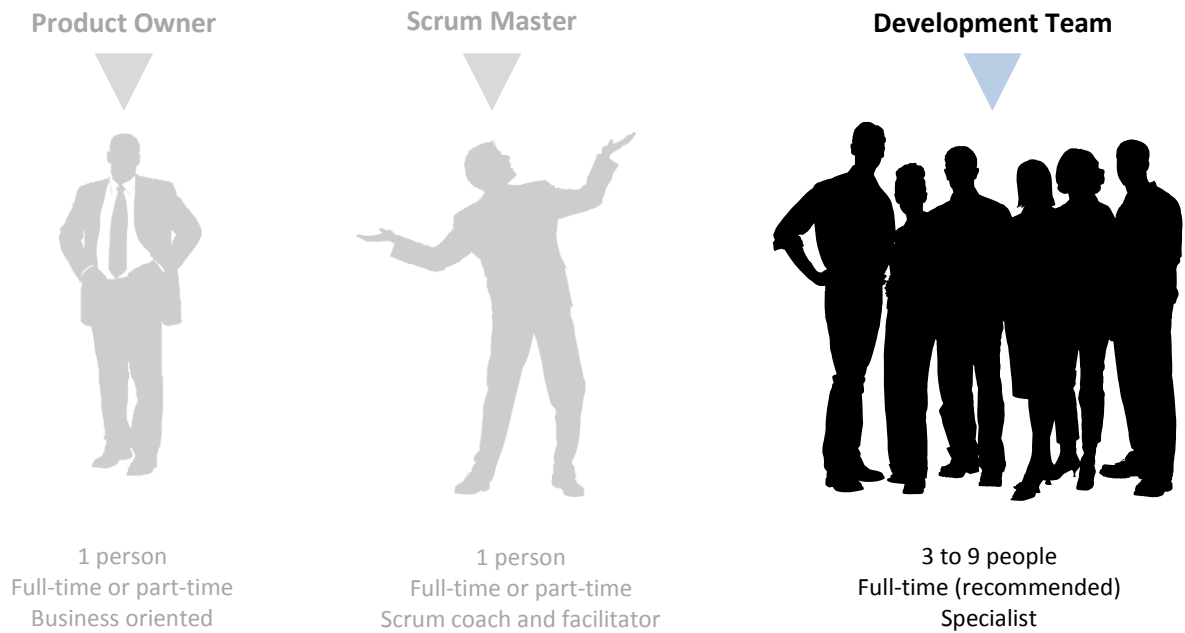 Product Owner
Scrum Master
Development Team
1 person
Full-time or part-time
Business oriented
1 person
Full-time or part-time
Scrum coach and facilitator
3 to 9 people
Full-time (recommended)
Specialist